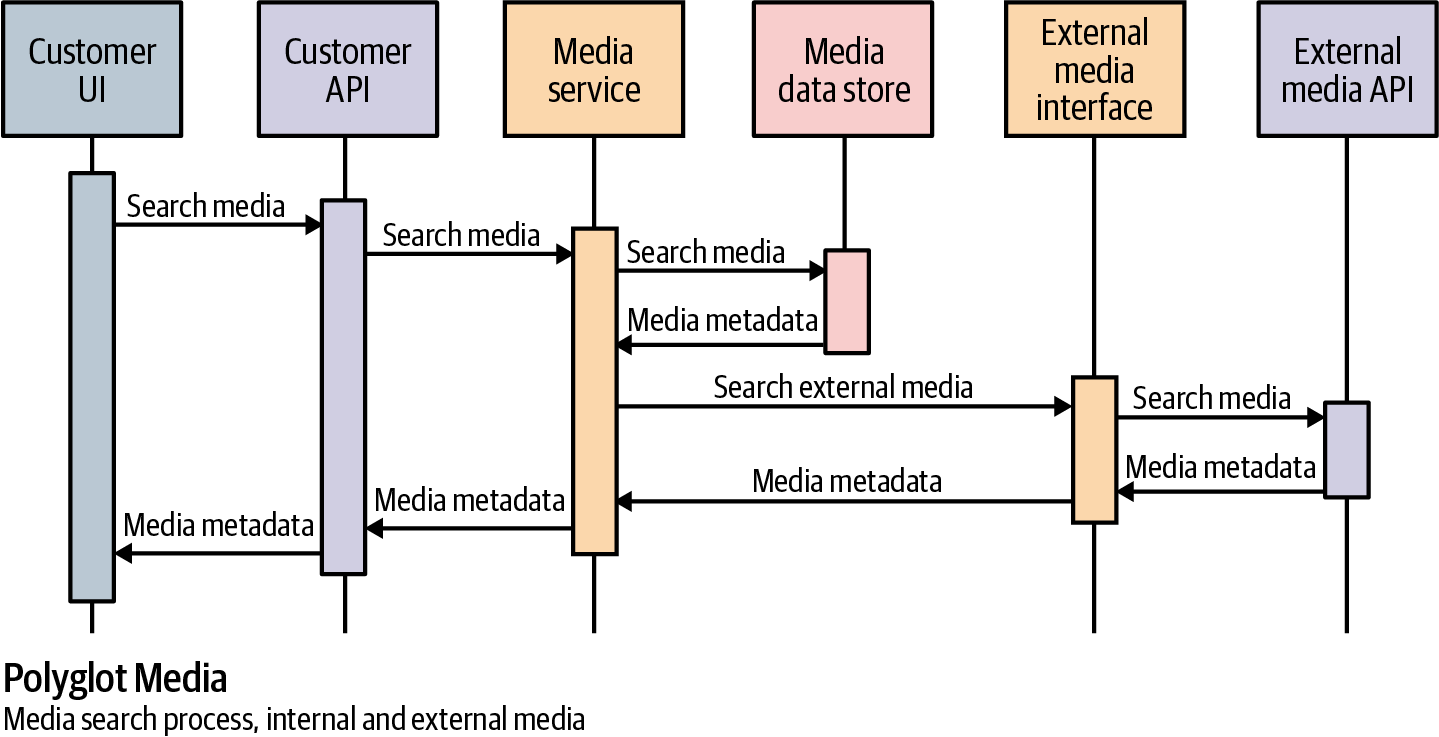 Customer
UI
Customer
API
Media
service
Media
data store
External
media
interface
External
media API
Search media
Search media
Search media
Media metadata
Search external media
Search media
Media metadata
Media metadata
Media metadata
Media metadata
Polyglot Media
Media search process, internal and external media